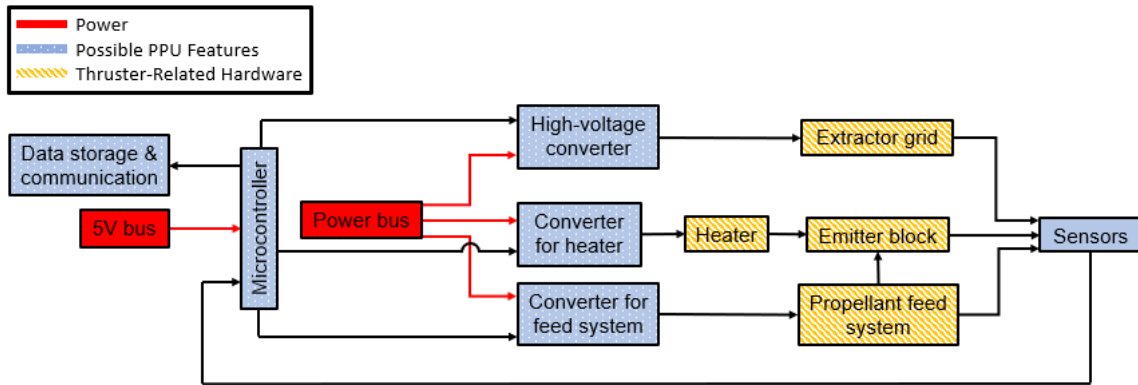 Power
Possible PPU Features
Thruster-Related Hardware
Data storage &
communication
5V bus
Microcontroller
Power bus
High-voltage
converter
Converter
for heater
Converter for
feed system
Heater
Extractor grid
Emitter block
Propellant feed
system
Sensors